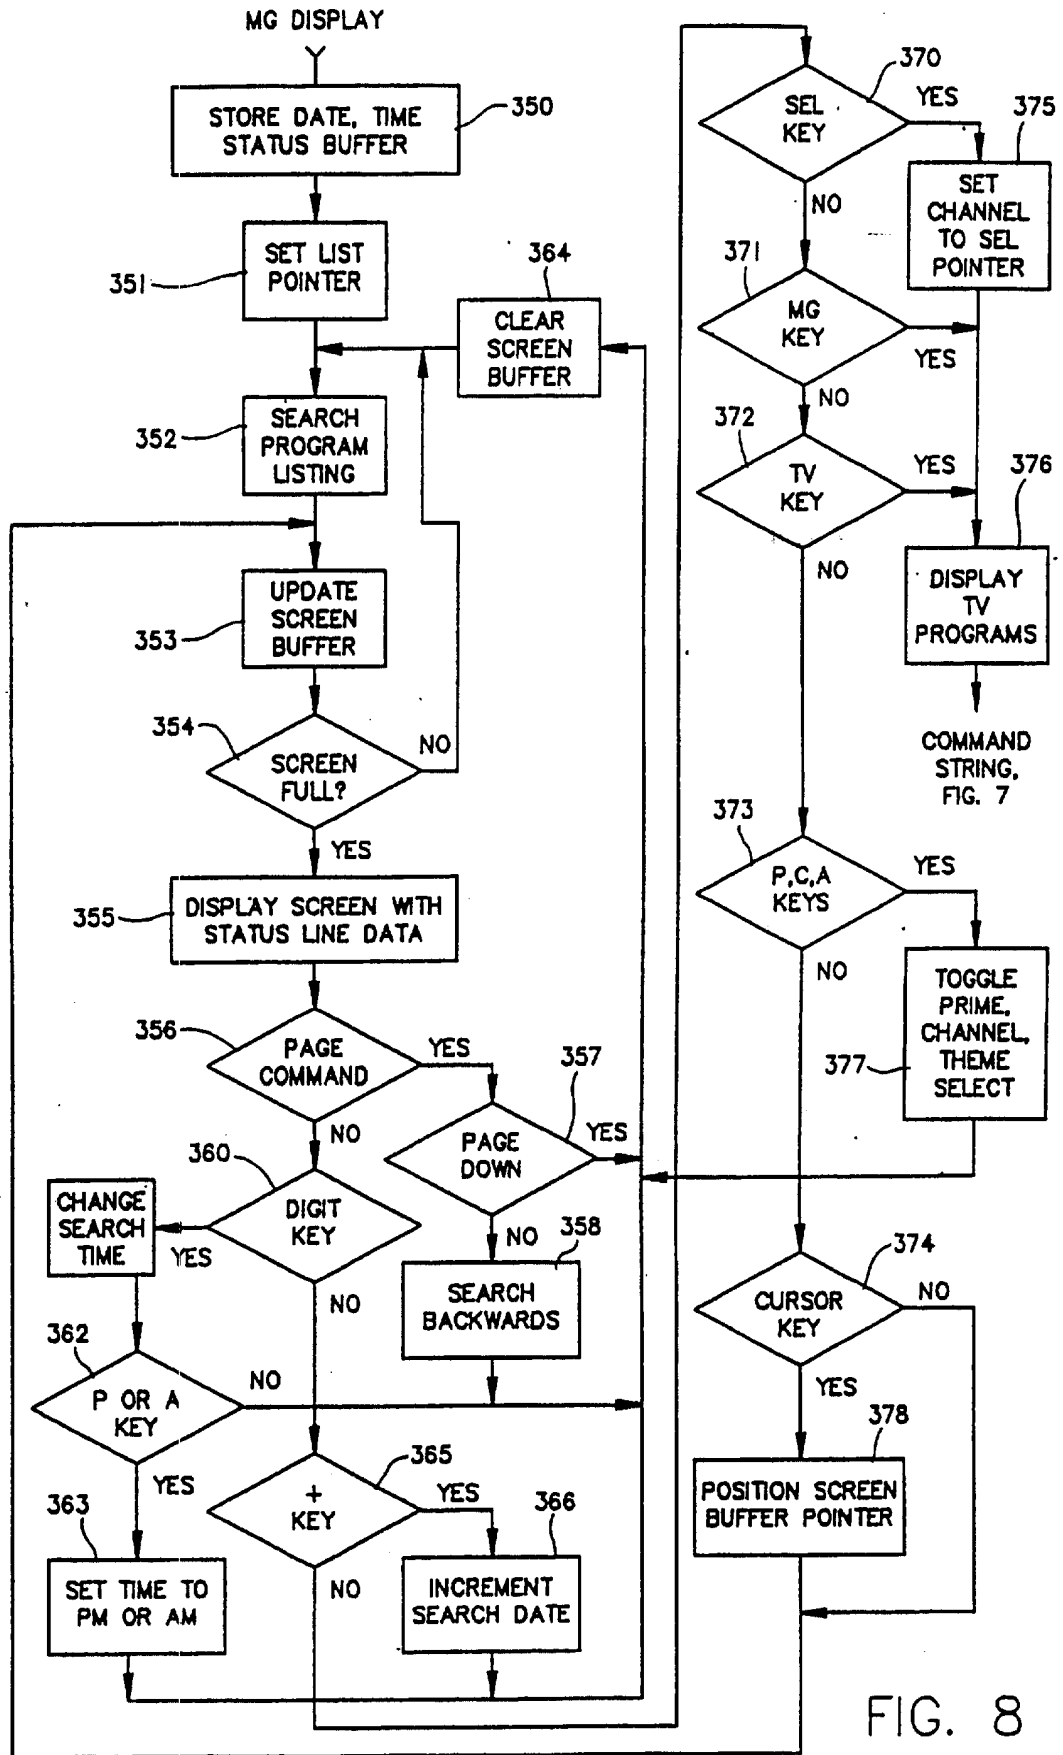 MG DISPLAY
STORE DATE, TIME
STATUS BUFFER
350
SET LIST
POINTER
351
364
CLEAR
SCREEN
BUFFER
SEARCH
PROGRAM
LISTING
352
UPDATE
SCREEN
BUFFER
353
354
SCREEN
FULL?
NO
YES
355
DISPLAY SCREEN WITH
STATUS LINE DATA
356
PAGE
COMMAND
YES
NO
357
PAGE
DOWN
YES
NO
358
SEARCH
BACKWARDS
360
DIGIT
KEY
YES
NO
CHANGE
SEARCH
TIME
362
P OR A
KEY
NO
YES
363
SET TIME TO
PM OR AM
365
+
KEY
YES
NO
366
INCREMENT
SEARCH DATE
370
SEL
KEY
YES
NO
375
SET
CHANNEL
TO SEL
POINTER
371
MG
KEY
YES
NO
372
TV
KEY
YES
NO
376
DISPLAY
TV
PROGRAMS
COMMAND
STRING,
FIG. 7
373
P,C,A
KEYS
YES
NO
377
TOGGLE
PRIME,
CHANNEL,
THEME
SELECT
374
CURSOR
KEY
NO
YES
378
POSITION SCREEN
BUFFER POINTER
FIG. 8